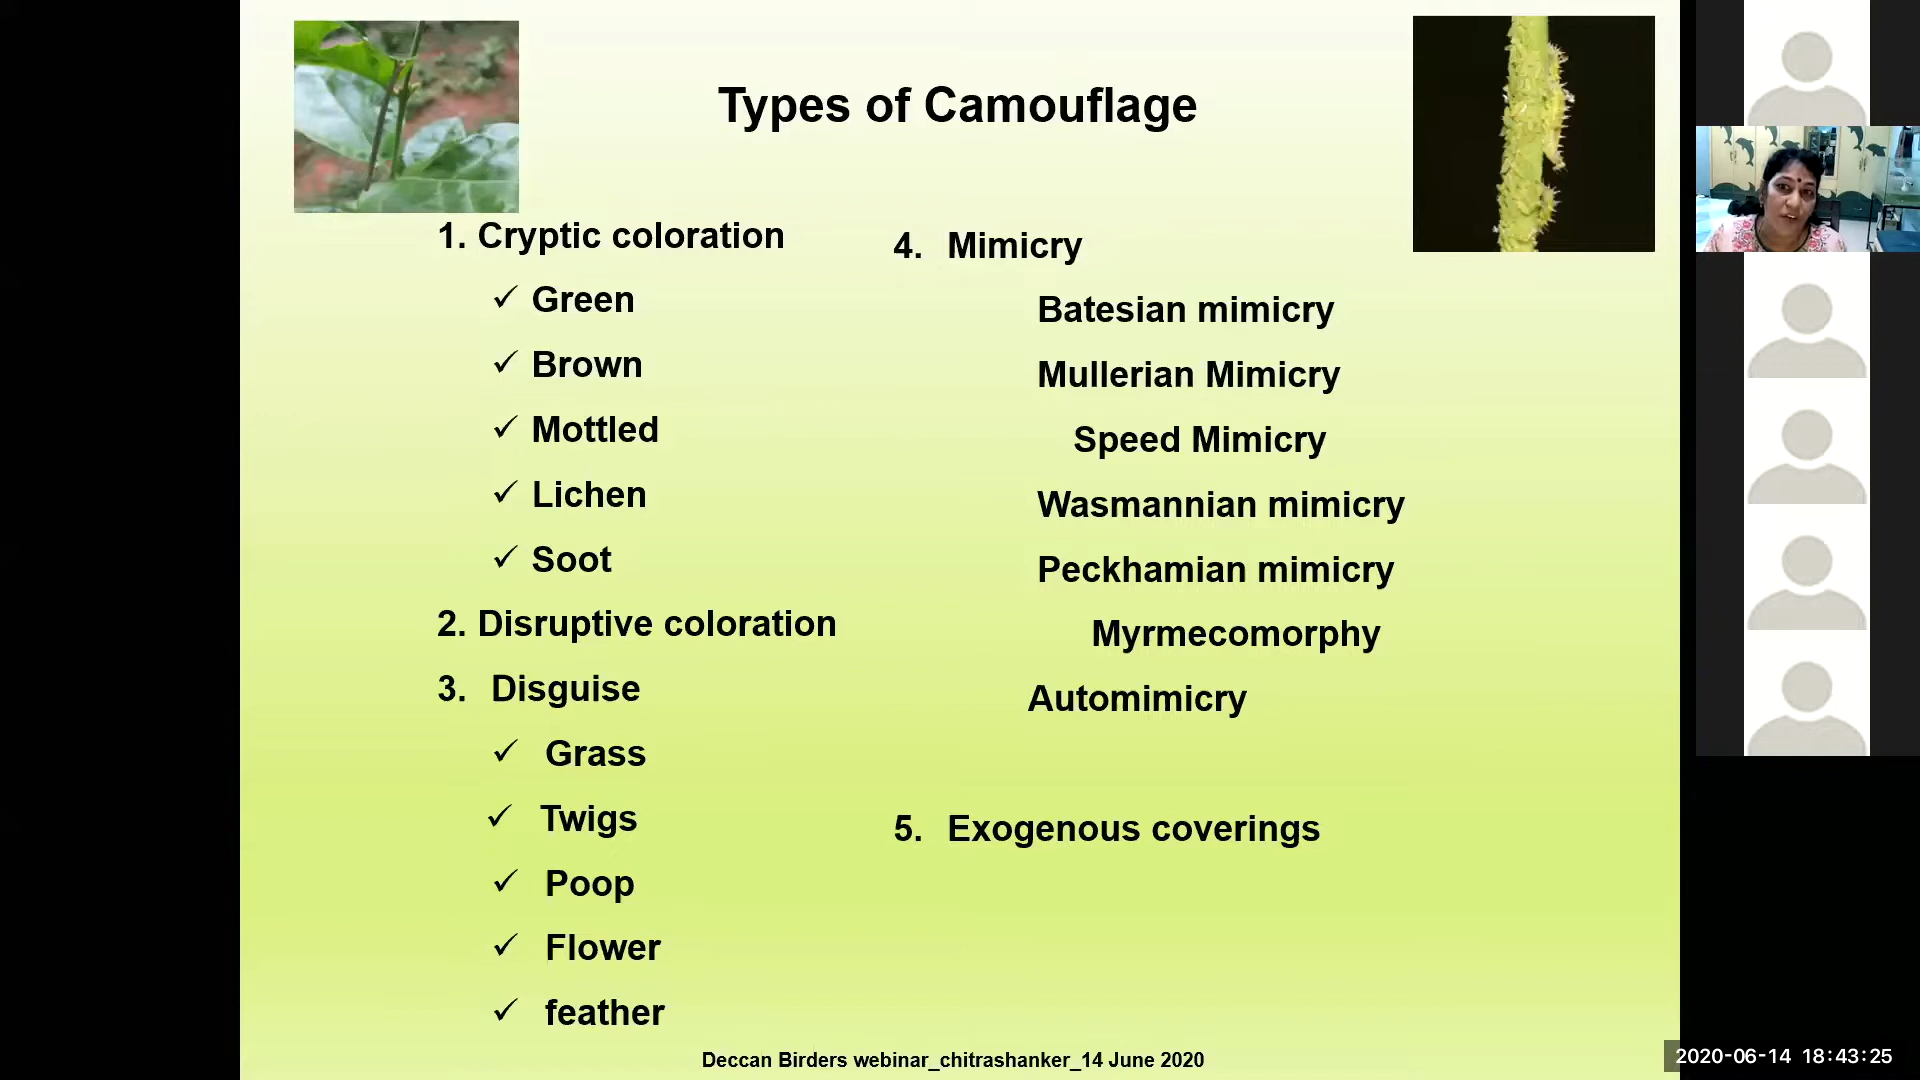 Types of Camouflage
1. Cryptic coloration
✓ Green
✓ Brown
✓ Mottled
✓ Lichen
✓ Soot
2. Disruptive coloration
3. Disguise
✓ Grass
✓ Twigs
✓ Poop
✓ Flower
✓ feather
4. Mimicry
Batesian mimicry
Mullerian Mimicry
Speed Mimicry
Wasmannian mimicry
Peckhamian mimicry
Myrmecomorphy
Automimicry
5. Exogenous coverings
Deccan Birders webinar_chitrashanker_14 June 2020
2020-06-14 18:43:25